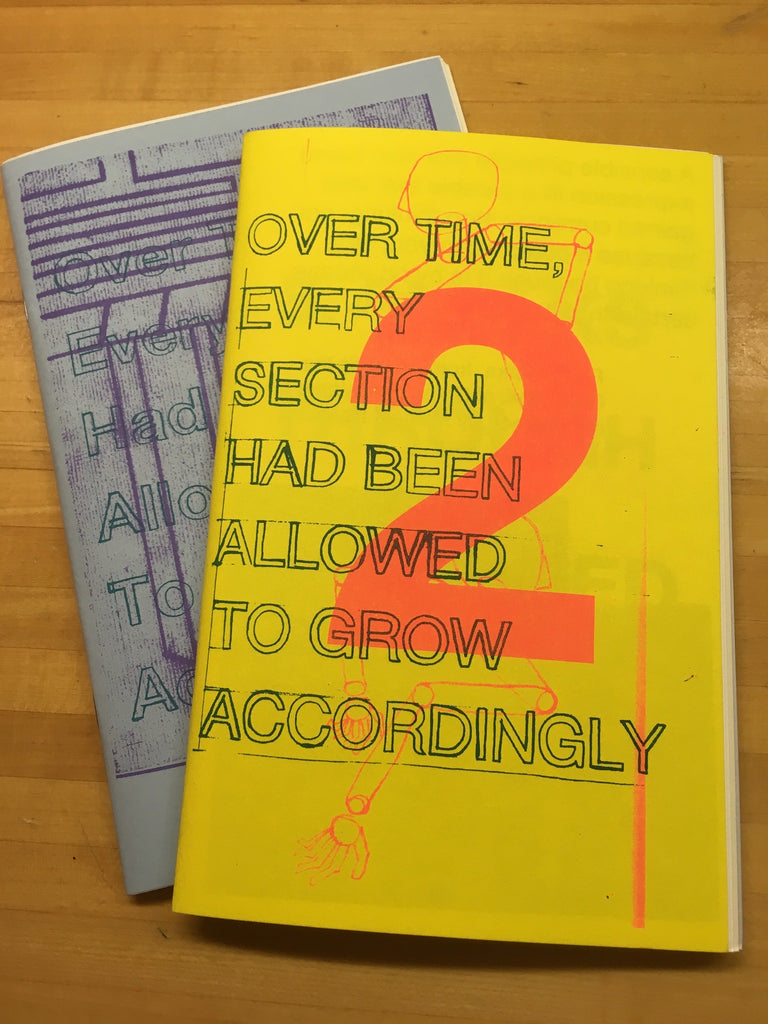 OVER TIME,
EVERY
SECTION
HAD BEEN
ALLOWED
TO GROW
ACCORDINGLY
2
Over T
Every
Had
Allo
To
Ac